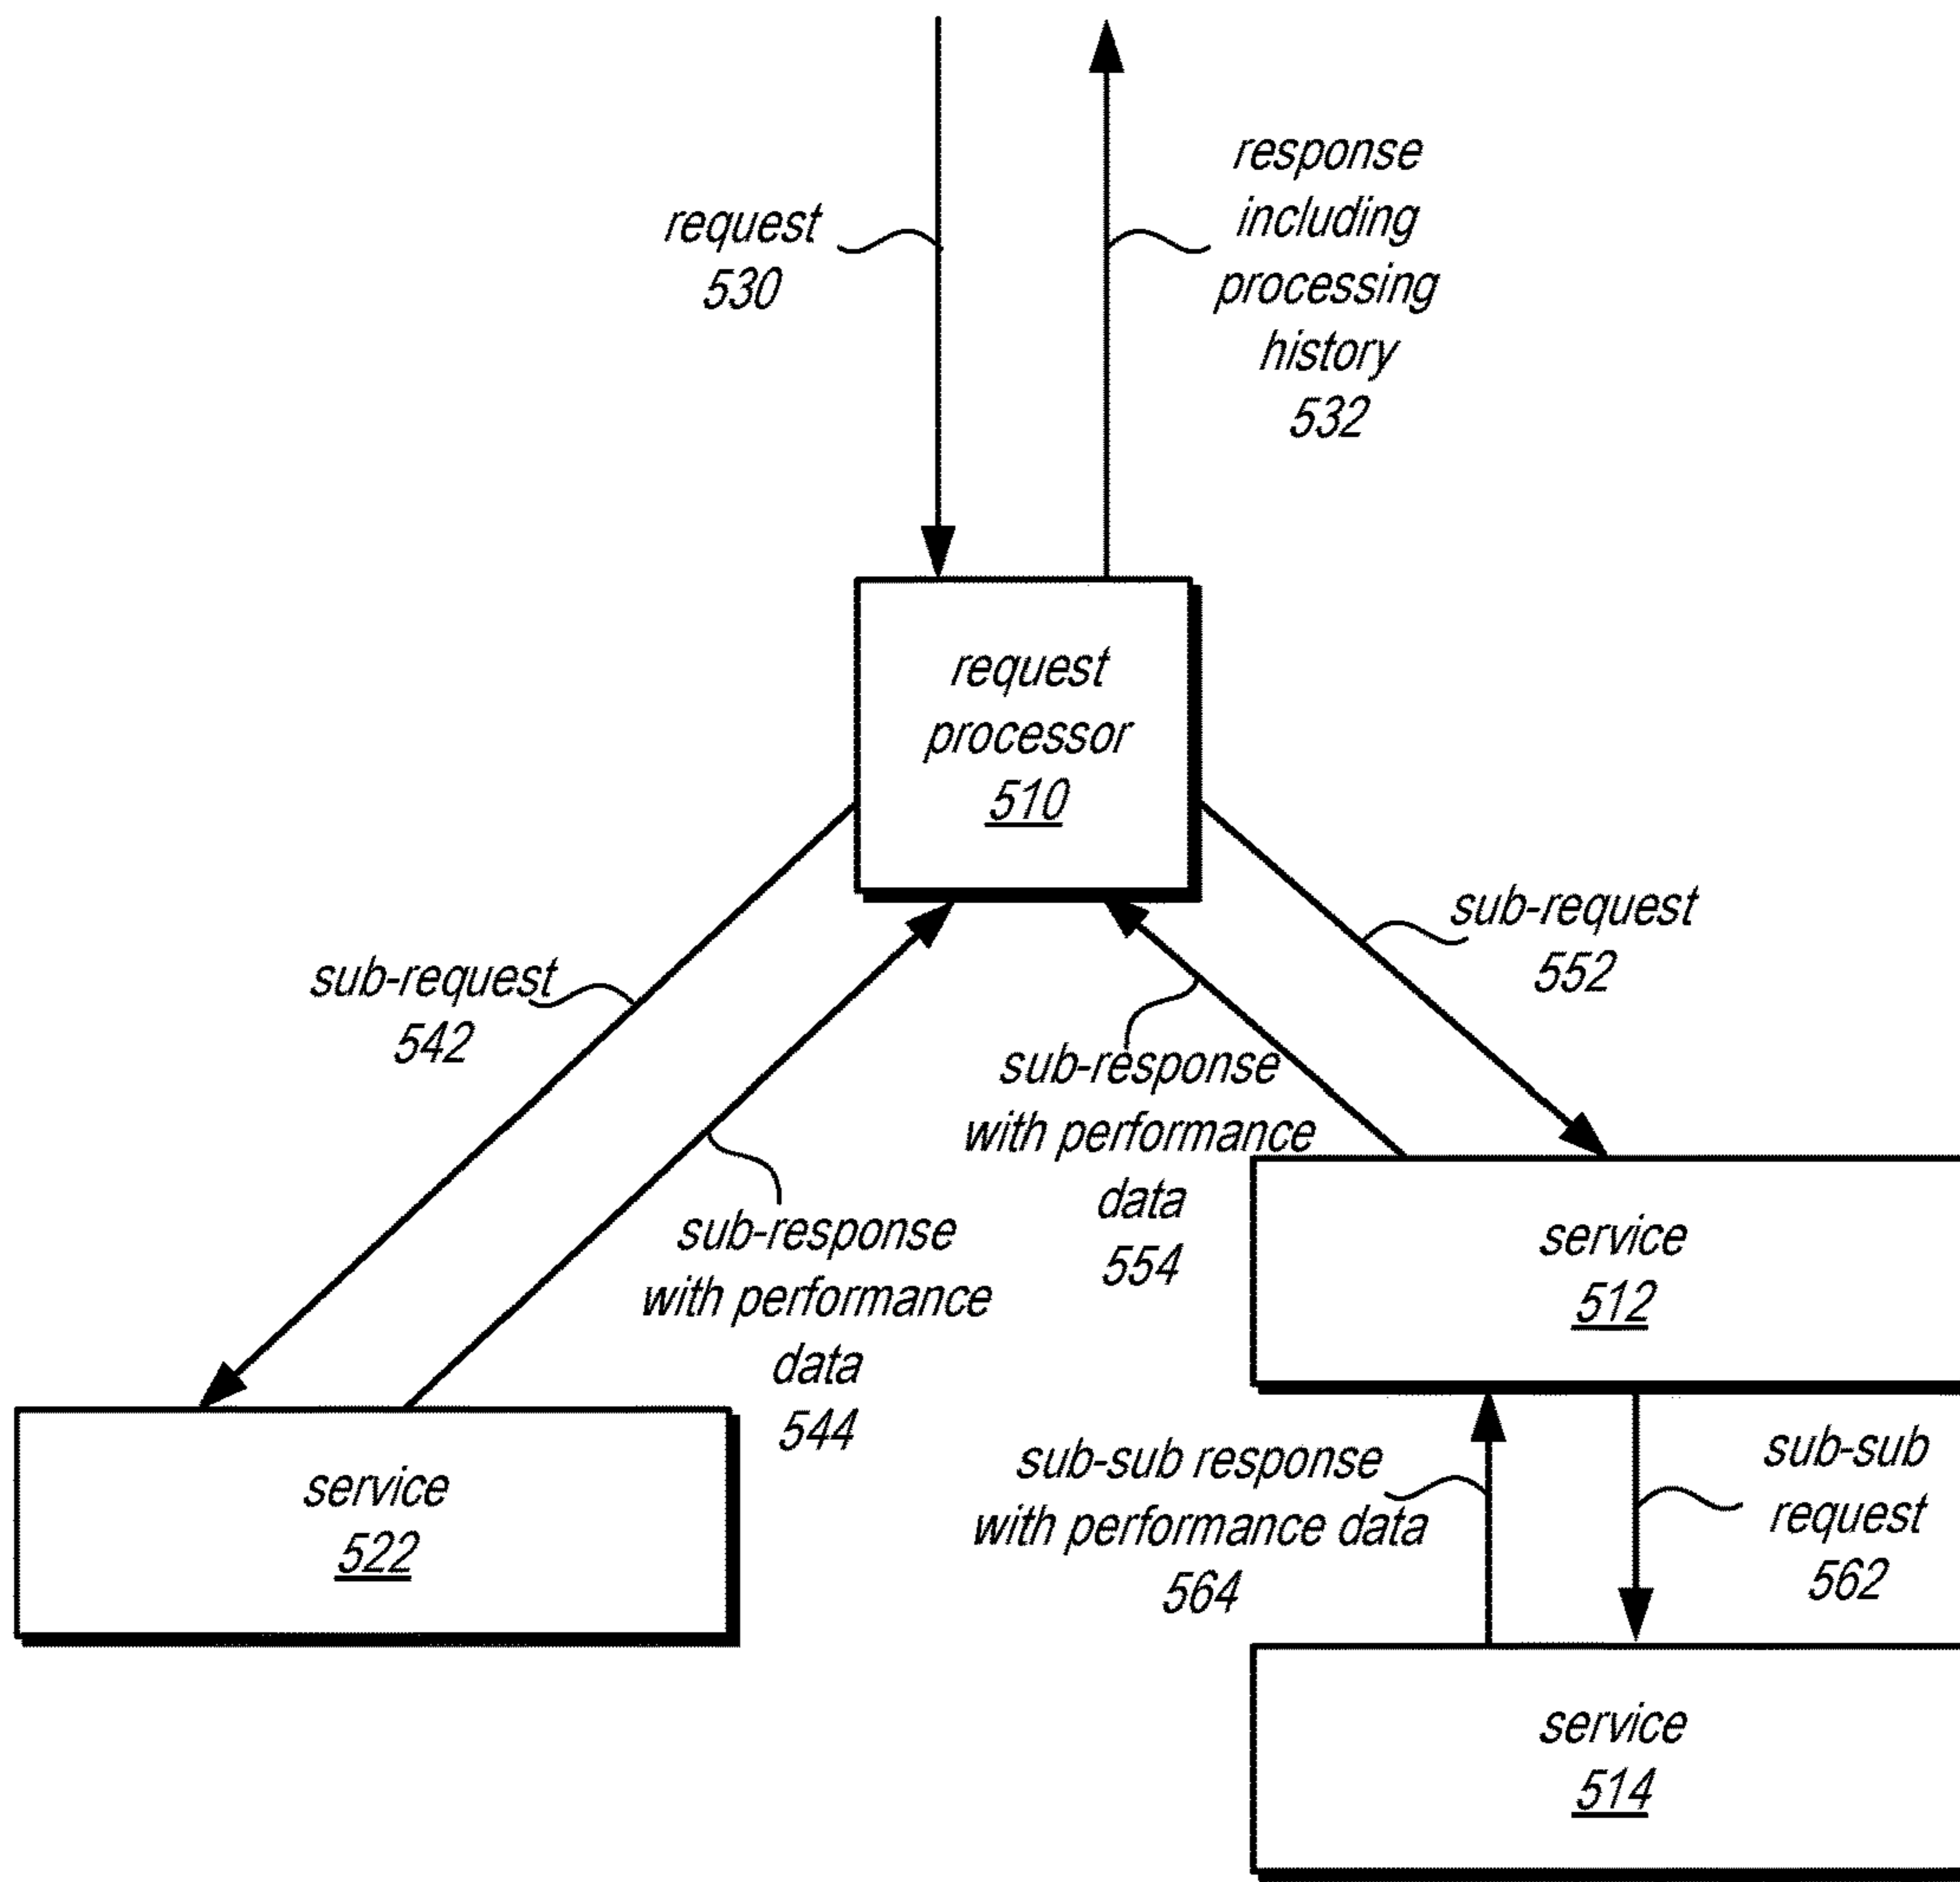 request
530
response
including
processing
history
532
request
processor
510
sub-request
542
sub-request
552
sub-response
with performance
data
554
sub-response
with performance
data
544
service
512
service
522
sub-sub response
with performance data
564
sub-sub
request
562
service
514